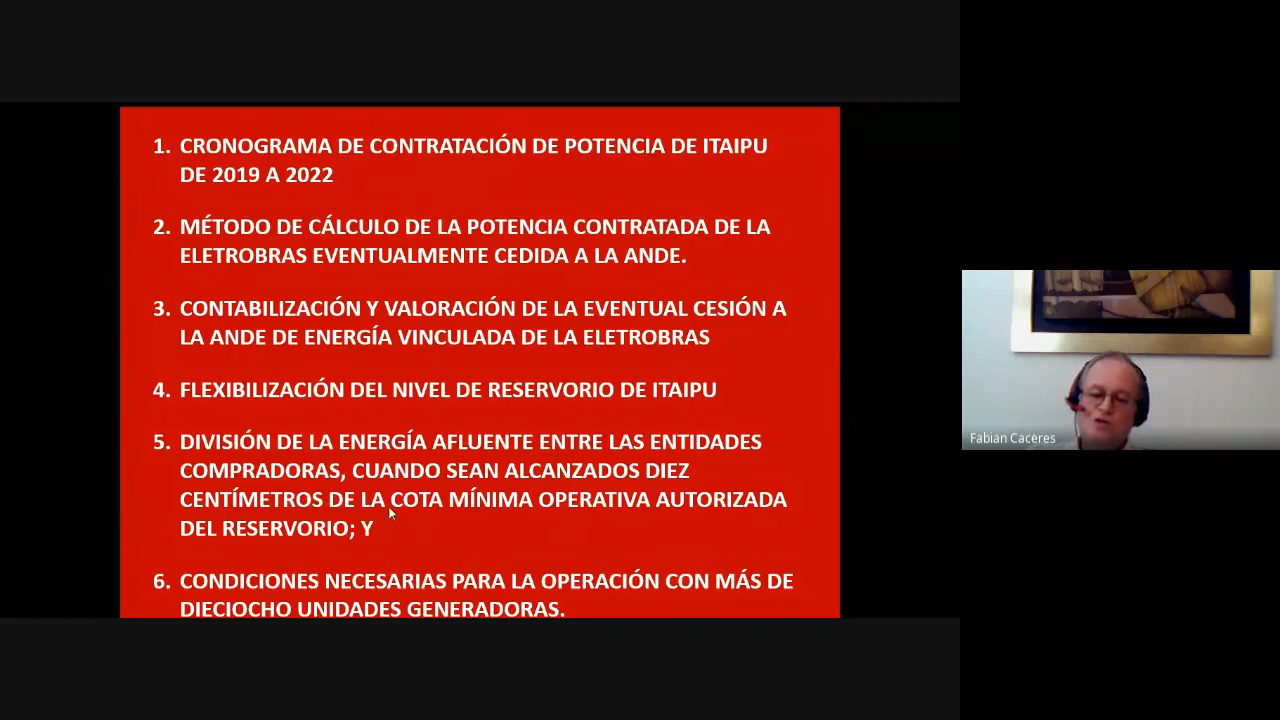 1. CRONOGRAMA DE CONTRATACIÓN DE POTENCIA DE ITAIPU
DE 2019 A 2022
2. MÉTODO DE CÁLCULO DE LA POTENCIA CONTRATADA DE LA
ELETROBRAS EVENTUALMENTE CEDIDA A LA ANDE.
3. CONTABILIZACIÓN Y VALORACIÓN DE LA EVENTUAL CESIÓN A
LA ANDE DE ENERGÍA VINCULADA DE LA ELETROBRAS
4. FLEXIBILIZACIÓN DEL NIVEL DE RESERVORIO DE ITAIPU
5. DIVISIÓN DE LA ENERGÍA AFLUENTE ENTRE LAS ENTIDADES
COMPRADORAS, CUANDO SEAN ALCANZADOS DIEZ
CENTÍMETROS DE LA COTA MÍNIMA OPERATIVA AUTORIZADA
DEL RESERVORIO; Y
6. CONDICIONES NECESARIAS PARA LA OPERACIÓN CON MÁS DE
DIECIOCHO UNIDADES GENERADORAS.
Fabian Caceres